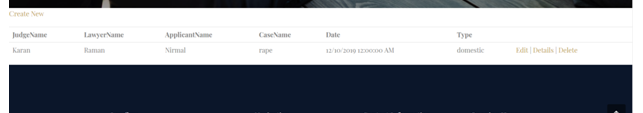 Create New
JudgeName LawyerName ApplicantName CaseName Date Type
Karan Raman Nirmal rape 12/10/2019 12:00:00 AM domestic Edit | Details | Delete